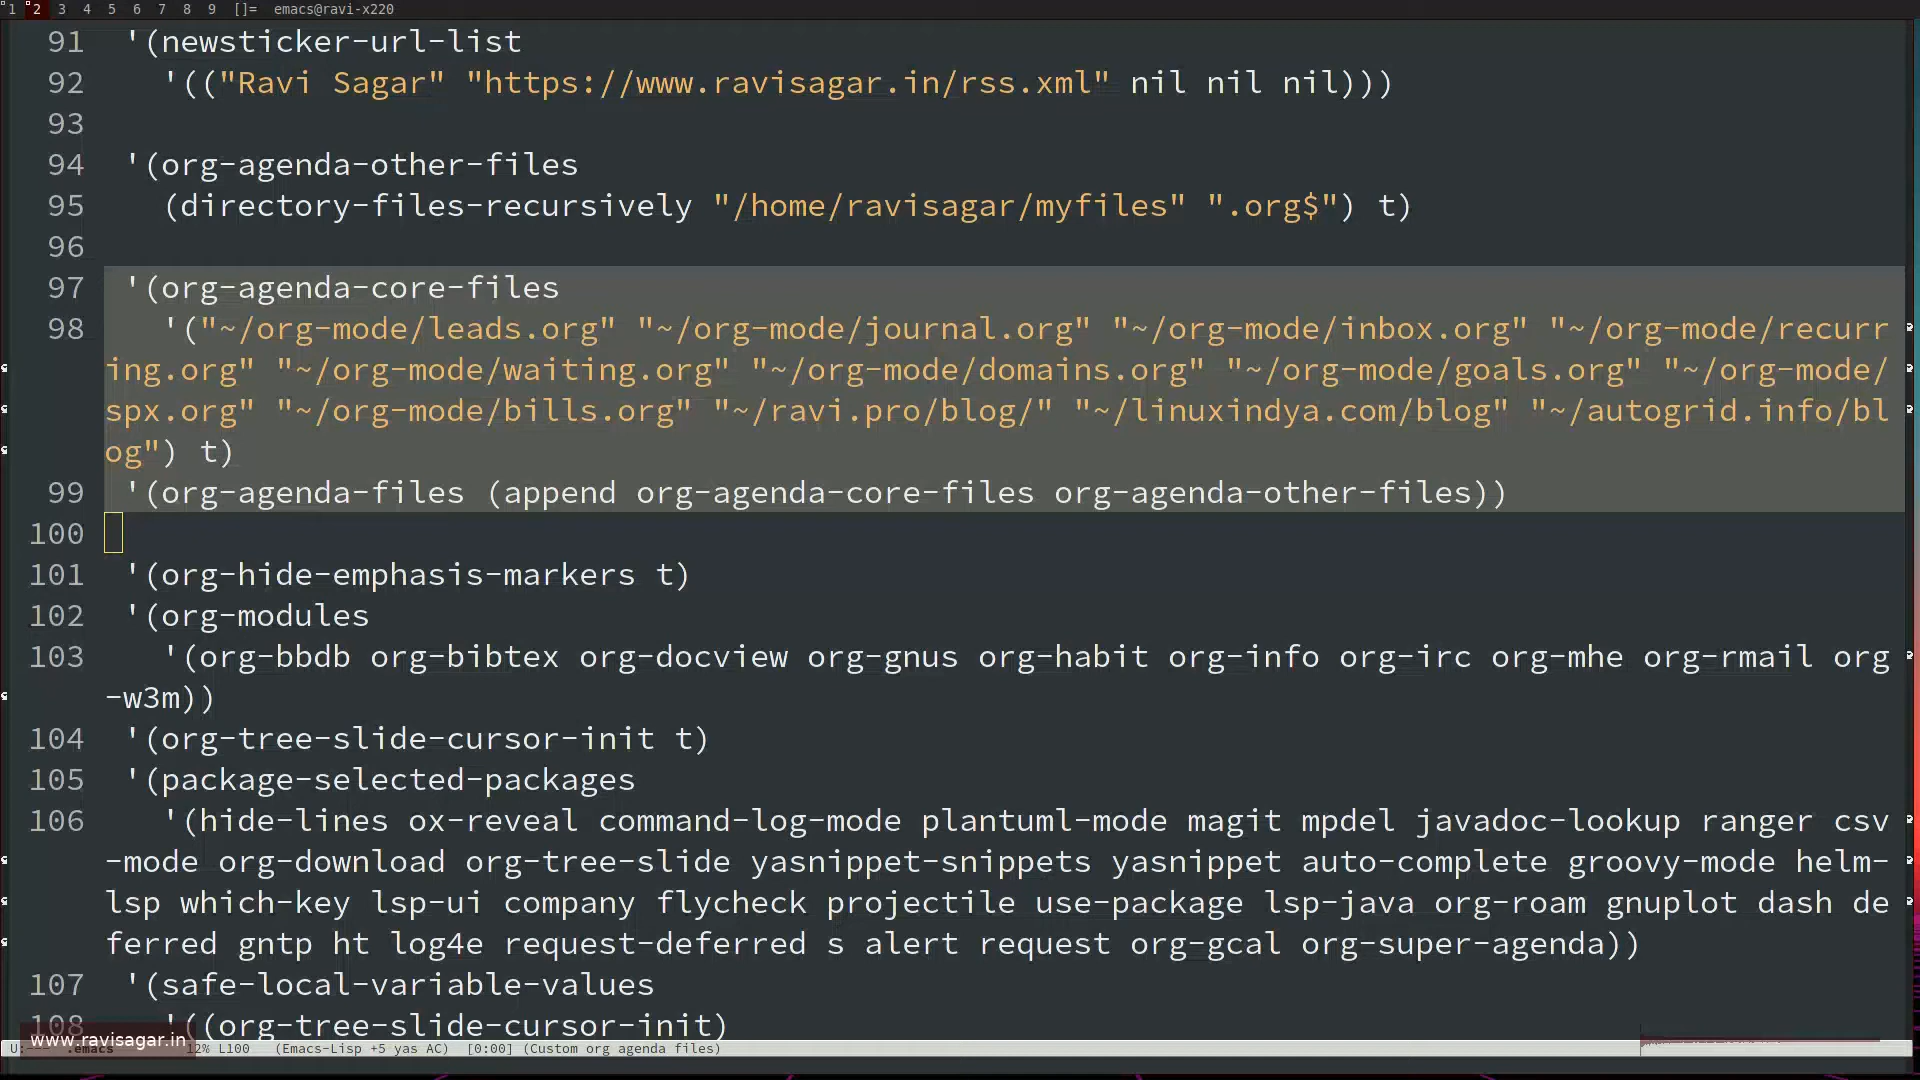 1 2 3 4 5 6 7 8 9 []= emacs@ravi-x220
91 '(newsticker-url-list
92 '(("Ravi Sagar" "https://www.ravisagar.in/rss.xml" nil nil nil)))
93
94 '(org-agenda-other-files
95 (directory-files-recursively "/home/ravisagar/myfiles" ".org$") t)
96
97 '(org-agenda-core-files
98 '("~/org-mode/leads.org" "~/org-mode/journal.org" "~/org-mode/inbox.org" "~/org-mode/recurr
ing.org" "~/org-mode/waiting.org" "~/org-mode/domains.org" "~/org-mode/goals.org" "~/org-mode/
spx.org" "~/org-mode/bills.org" "~/ravi.pro/blog/" "~/linuxindya.com/blog" "~/autogrid.info/bl
og") t)
99 '(org-agenda-files (append org-agenda-core-files org-agenda-other-files))
100
101 '(org-hide-emphasis-markers t)
102 '(org-modules
103 '(org-bbdb org-bibtex org-docview org-gnus org-habit org-info org-irc org-mhe org-rmail org
-w3m))
104 '(org-tree-slide-cursor-init t)
105 '(package-selected-packages
106 '(hide-lines ox-reveal command-log-mode plantuml-mode magit mpdel javadoc-lookup ranger csv
-mode org-download org-tree-slide yasnippet-snippets yasnippet auto-complete groovy-mode helm-
lsp which-key lsp-ui company flycheck projectile use-package lsp-java org-roam gnuplot dash de
ferred gntp ht log4e request-deferred s alert request org-gcal org-super-agenda))
107 '(safe-local-variable-values
108 '((org-tree-slide-cursor-init)
www.ravisagar.in
U:--- .emacs 12% L100 (Emacs-Lisp +5 yas AC) [0:00] (Custom org agenda files)